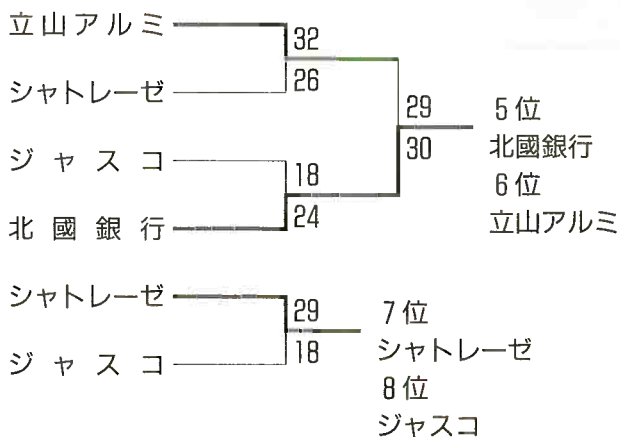 立山アルミ
32
26
シャトレーゼ
29
30
5位
北國銀行
6位
立山アルミ
ジャスコ
18
24
北國銀行
シャトレーゼ
29
18
ジャスコ
7位
シャトレーゼ
8位
ジャスコ